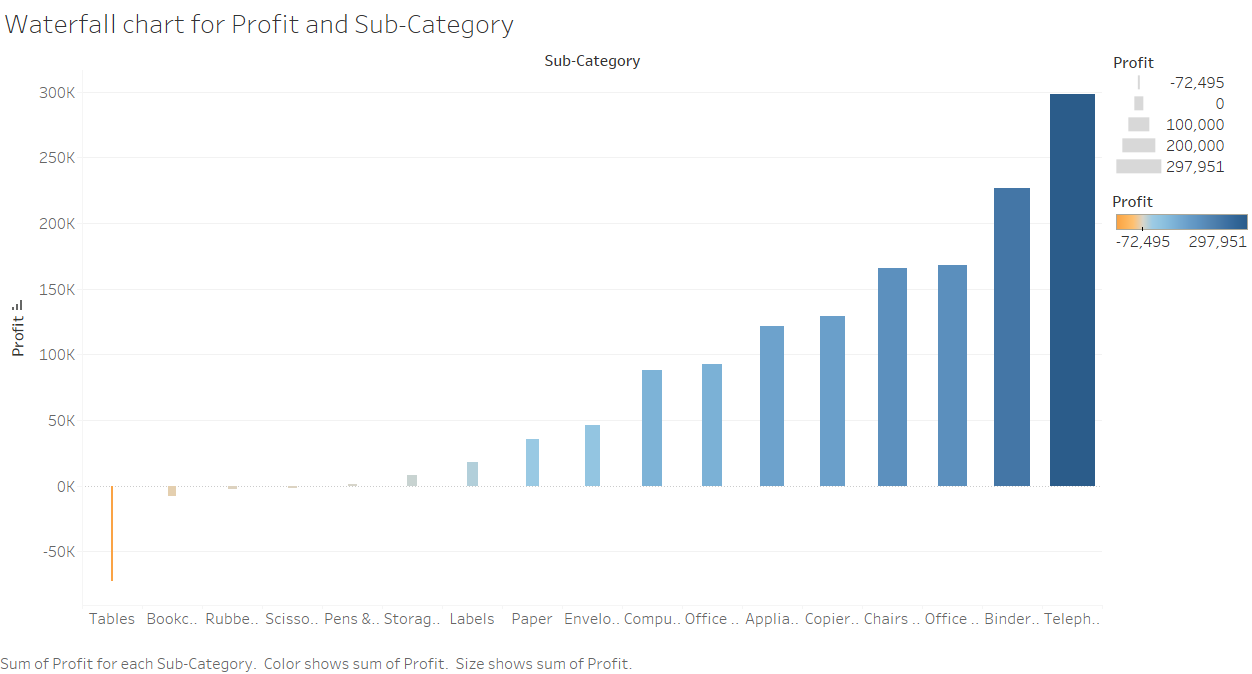 Waterfall chart for Profit and Sub-Category
Sub-Category
Profit
-72,495
0
100,000
200,000
297,951
Profit
-72,495 297,951
Profit
300K
250K
200K
150K
100K
50K
0K
-50K
Tables Bookc.. Rubbe.. Scisso.. Pens &.. Storag.. Labels Paper Envelo.. Compu.. Office .. Applia.. Copier.. Chairs .. Office .. Binder.. Teleph..
Sum of Profit for each Sub-Category. Color shows sum of Profit. Size shows sum of Profit.